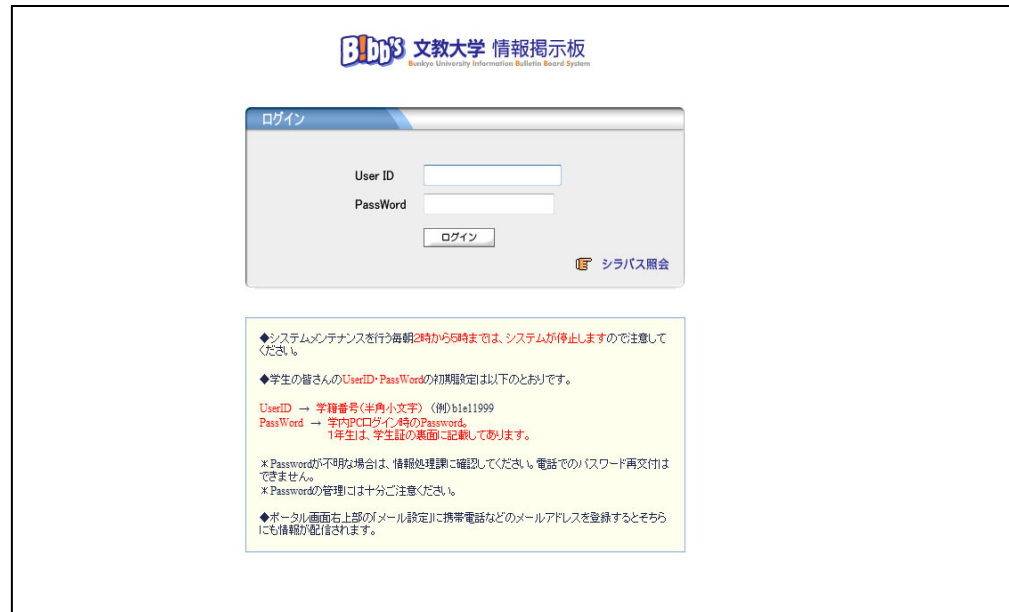 B!bb's 文教大学 情報掲示板
Bunkyo University Information Bulletin Board System
ログイン
User ID
PassWord
ログイン
シラバス照会
◆システムメンテナンスを行う毎朝2時から5時までは、システムが停止しますので注意して
ください。
◆学生の皆さんのUserID・PassWordの初期設定は以下のとおりです。
UserID → 学籍番号(半角小文字) (例)b1e11999
PassWord → 学内PCログイン時のPassword。
1年生は、学生証の裏面に記載してあります。
*Passwordが不明な場合は、情報処理課に確認してください。電話でのパスワード再交付は
できません。
*Passwordの管理には十分ご注意ください。
◆ポータル画面右上部の「メール設定」に携帯電話などのメールアドレスを登録するとそちら
にも情報が配信されます。